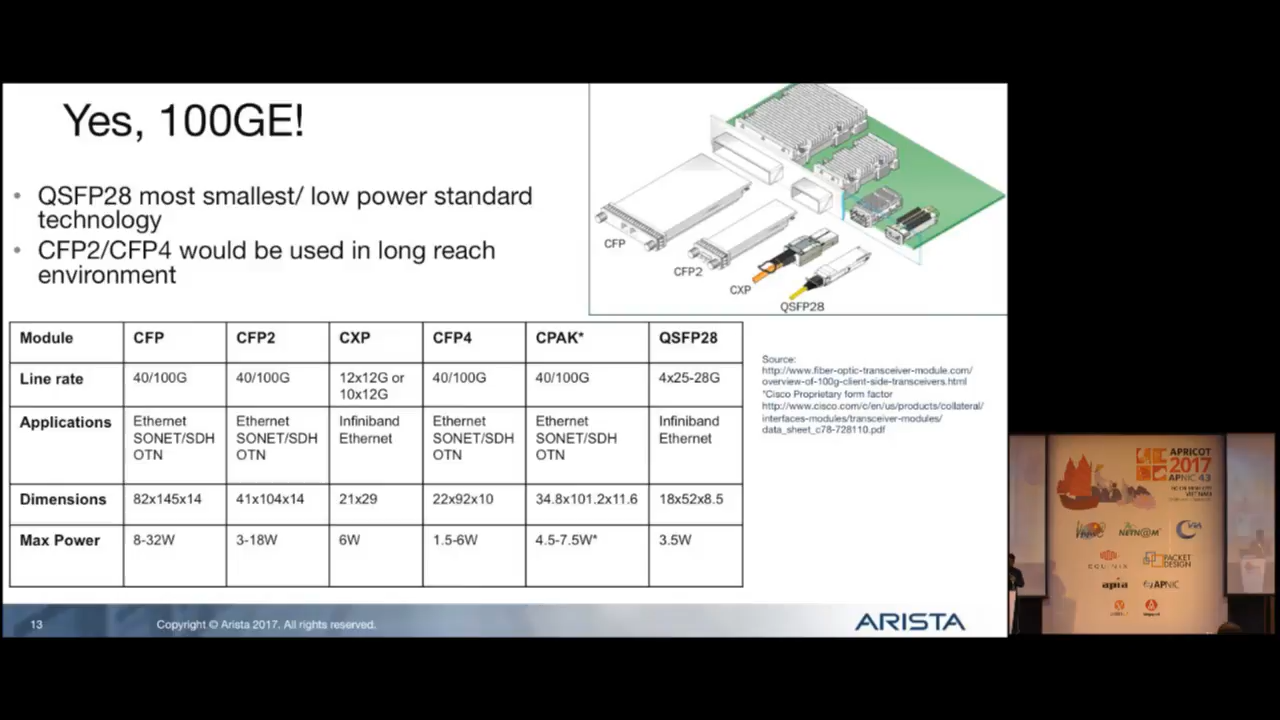 Yes, 100GE!
• QSFP28 most smallest/ low power standard
technology
• CFP2/CFP4 would be used in long reach
environment
CFP
CFP2
CXP
QSFP28
Module CFP CFP2 CXP CFP4 CPAK* QSFP28
Line rate 40/100G 40/100G 12x12G or 40/100G 40/100G 4x25-28G
10x12G
Applications Ethernet Ethernet Infiniband Ethernet Ethernet Infiniband
SONET/SDH SONET/SDH Ethernet SONET/SDH SONET/SDH Ethernet
OTN OTN OTN OTN
Dimensions 82x145x14 41x104x14 21x29 22x92x10 34.8x101.2x11.6 18x52x8.5
Max Power 8-32W 3-18W 6W 1.5-6W 4.5-7.5W* 3.5W
Source:
http://www.fiber-optic-transceiver-module.com/
overview-of-100g-client-side-transceivers.html
*Cisco Proprietary form factor
http://www.cisco.com/c/en/us/products/collateral/
interfaces-modules/transceiver-modules/
data_sheet_c78-728110.pdf
13
Copyright © Arista 2017. All rights reserved.
ARISTA
APRICOT
2017
APNIC 43
VIETNAM
NETN@M
EQUINIX
PACKET
DESIGN
apia
APNIC